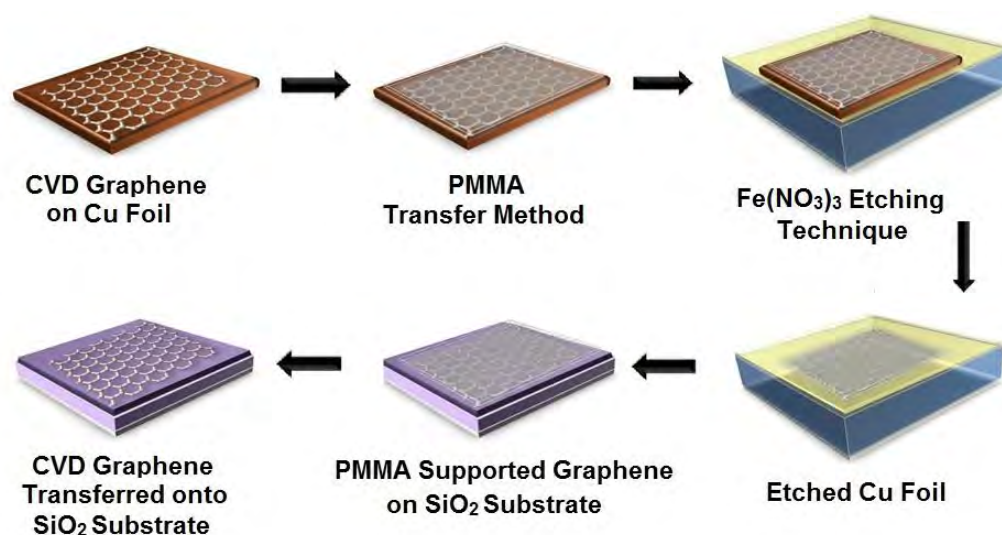 CVD Graphene
on Cu Foil
PMMA
Transfer Method
Fe(NO₃)₃ Etching
Technique
Etched Cu Foil
PMMA Supported Graphene
on SiO₂ Substrate
CVD Graphene
Transferred onto
SiO₂ Substrate